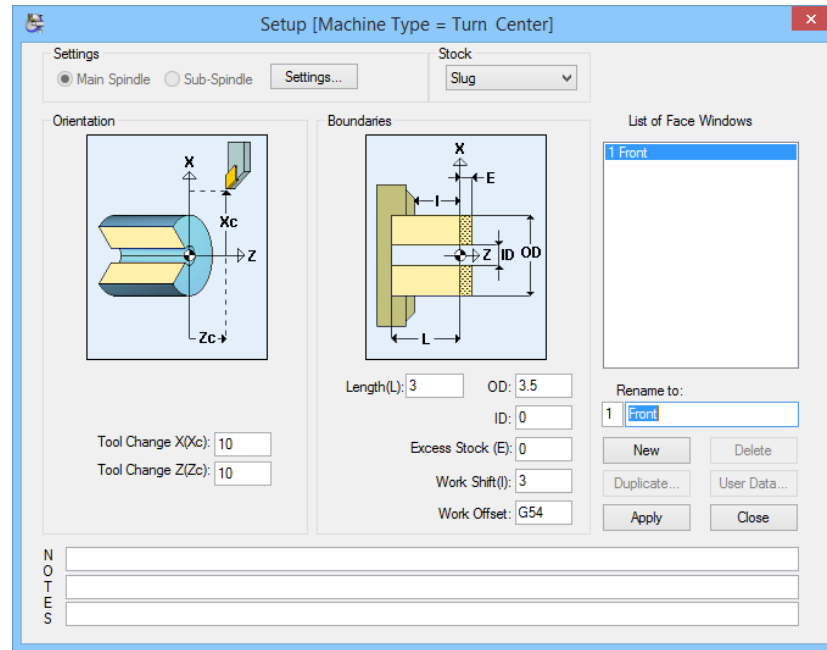 Setup [Machine Type = Turn Center]
Settings
Main Spindle
Sub-Spindle
Settings...
Stock
Slug
Orientation
X
Xc
Z
Zc
Boundaries
X
E
I
Z
ID
OD
L
List of Face Windows
1 Front
Length(L): 3
OD: 3.5
ID: 0
Excess Stock (E): 0
Work Shift(I): 3
Work Offset: G54
Tool Change X(Xc): 10
Tool Change Z(Zc): 10
Rename to:
1 Front
New
Delete
Duplicate...
User Data...
Apply
Close
NOTES